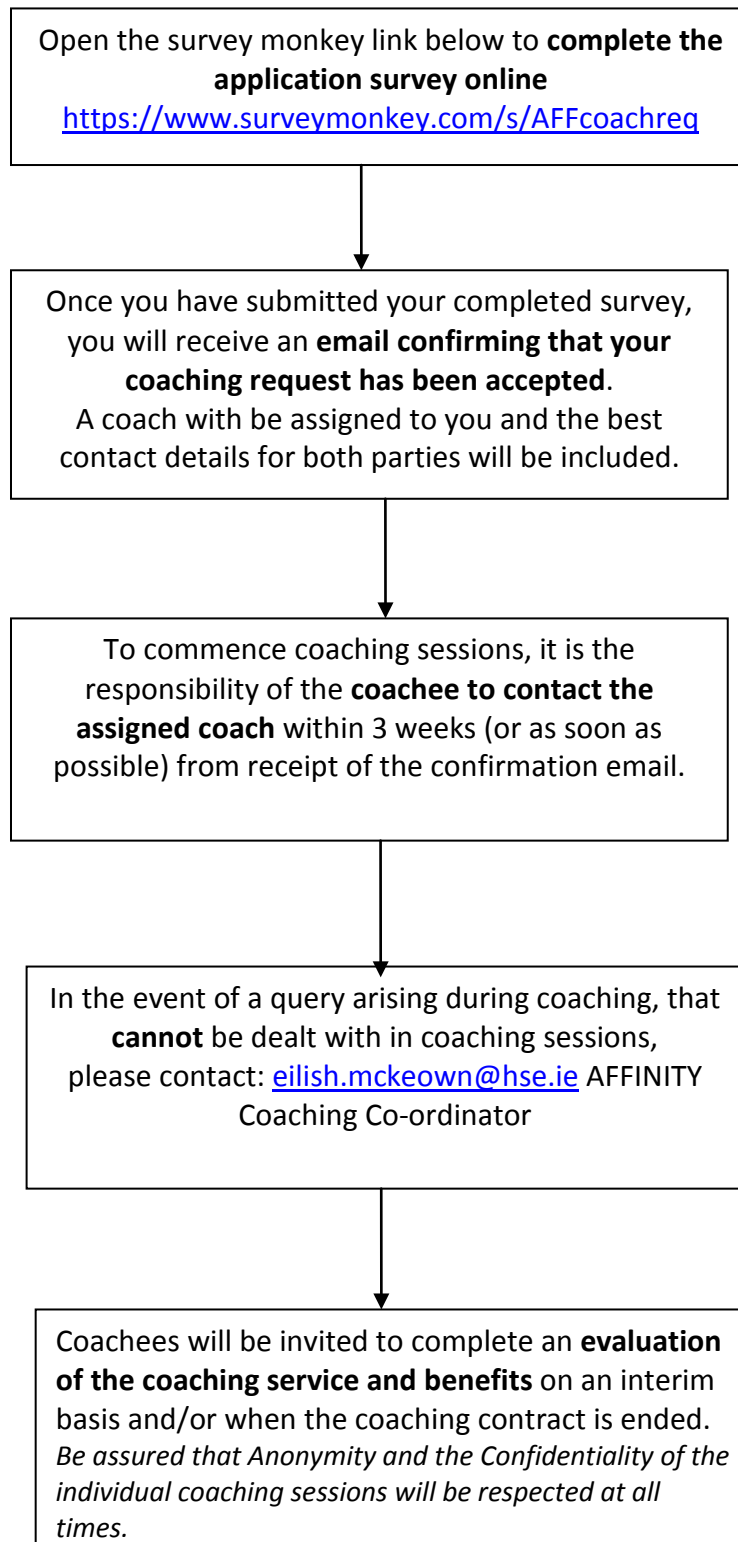 Open the survey monkey link below to complete the
application survey online
https://www.surveymonkey.com/s/AFFcoachreq
Once you have submitted your completed survey,
you will receive an email confirming that your
coaching request has been accepted.
A coach with be assigned to you and the best
contact details for both parties will be included.
To commence coaching sessions, it is the
responsibility of the coachee to contact the
assigned coach within 3 weeks (or as soon as
possible) from receipt of the confirmation email.
In the event of a query arising during coaching, that
cannot be dealt with in coaching sessions,
please contact: eilish.mckeown@hse.ie AFFINITY
Coaching Co-ordinator
Coachees will be invited to complete an evaluation
of the coaching service and benefits on an interim
basis and/or when the coaching contract is ended.
Be assured that Anonymity and the Confidentiality of the
individual coaching sessions will be respected at all
times.